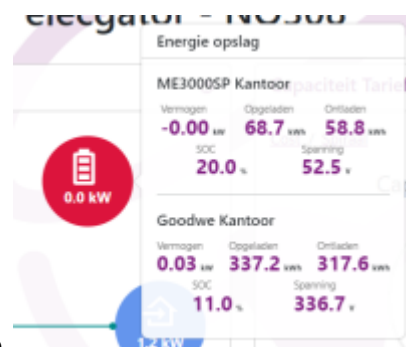 elecgator - NO368
Energie opslag
ME3000SP Kantoor
Vermogen Opgeladen Ontladen
-0.00 kW 68.7 kWh 58.8 kWh
SOC Spanning
20.0 % 52.5 V
0.0 kW
Goodwe Kantoor
Vermogen Opgeladen Ontladen
0.03 kW 337.2 kWh 317.6 kWh
SOC Spanning
11.0 % 336.7 V
1.2 kW